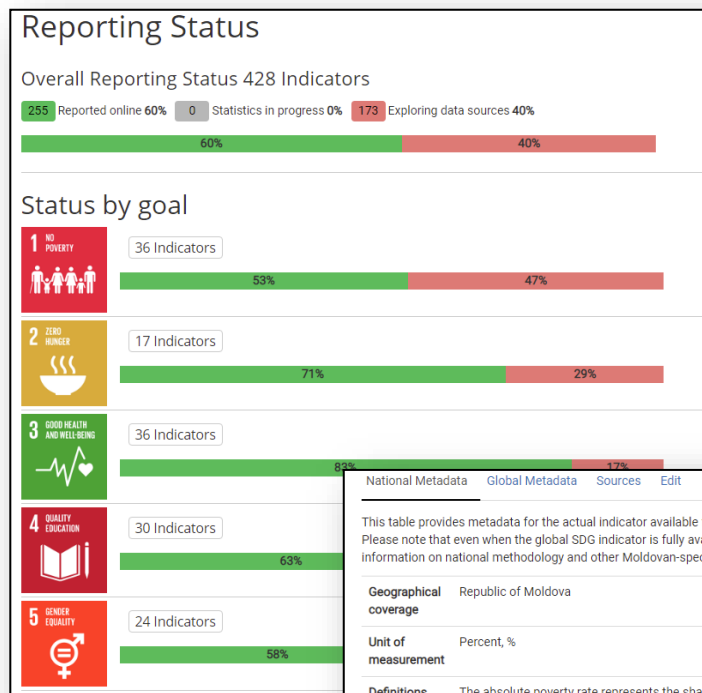 Reporting Status
Overall Reporting Status 428 Indicators
255 Reported online 60% 0 Statistics in progress 0% 173 Exploring data sources 40%
60% 40%
Status by goal
1 NO POVERTY
36 Indicators
53% 47%
2 ZERO HUNGER
17 Indicators
71% 29%
3 GOOD HEALTH AND WELL-BEING
36 Indicators
83% 17%
4 QUALITY EDUCATION
30 Indicators
63%
5 GENDER EQUALITY
24 Indicators
58%
National Metadata Global Metadata Sources Edit
This table provides metadata for the actual indicator available
Please note that even when the global SDG indicator is fully ava
information on national methodology and other Moldovan-spec
Geographical coverage Republic of Moldova
Unit of measurement Percent, %
Definitions The absolute poverty rate represents the sha